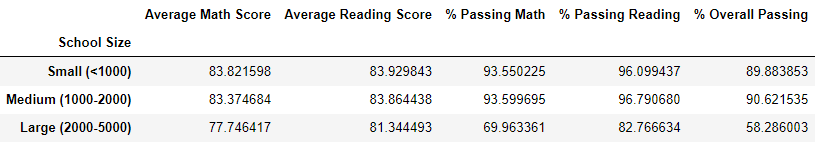 Average Math Score Average Reading Score % Passing Math % Passing Reading % Overall Passing
School Size
Small (<1000) 83.821598 83.929843 93.550225 96.099437 89.883853
Medium (1000-2000) 83.374684 83.864438 93.599695 96.790680 90.621535
Large (2000-5000) 77.746417 81.344493 69.963361 82.766634 58.286003